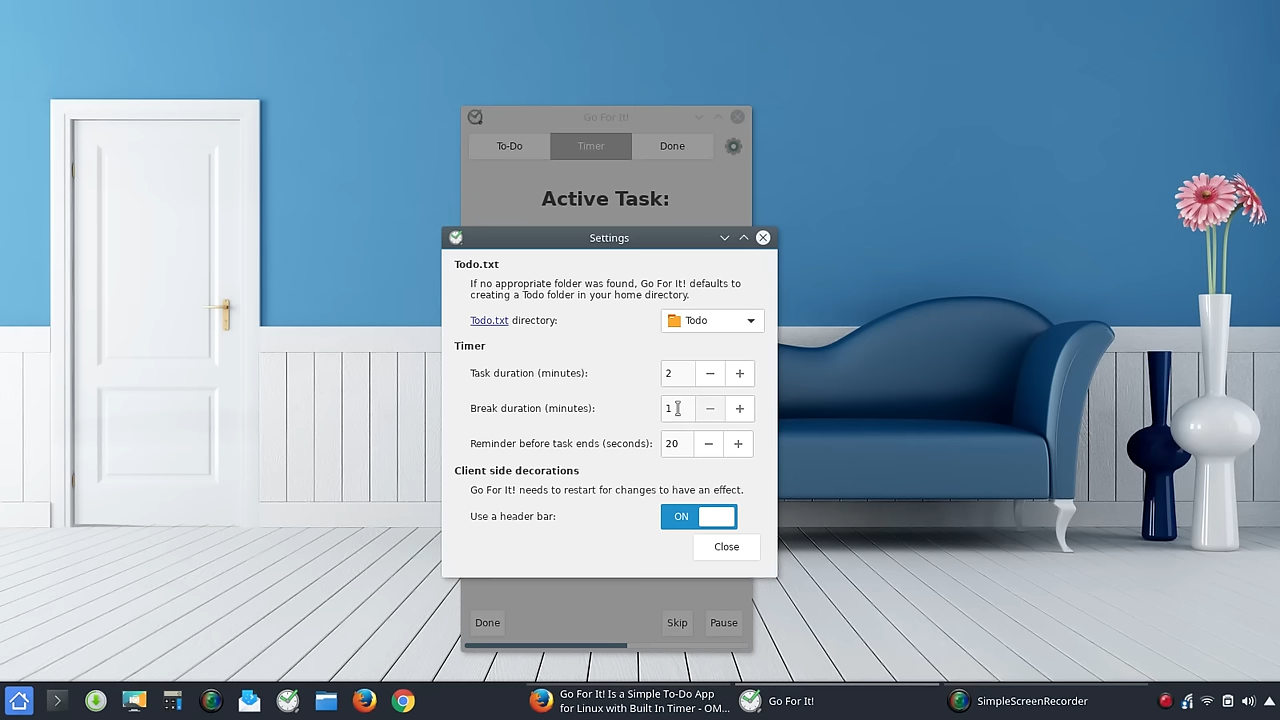 Go For It!
To-Do
Timer
Done
Active Task:
Settings
Todo.txt
If no appropriate folder was found, Go For It! defaults to
creating a Todo folder in your home directory.
Todo.txt directory:
Todo
Timer
Task duration (minutes):
2
Break duration (minutes):
1
Reminder before task ends (seconds):
20
Client side decorations
Go For It! needs to restart for changes to have an effect.
Use a header bar:
ON
Close
Done
Skip
Pause
Go For It! Is a Simple To-Do App
for Linux with Built In Timer - OM...
Go For It!
SimpleScreenRecorder